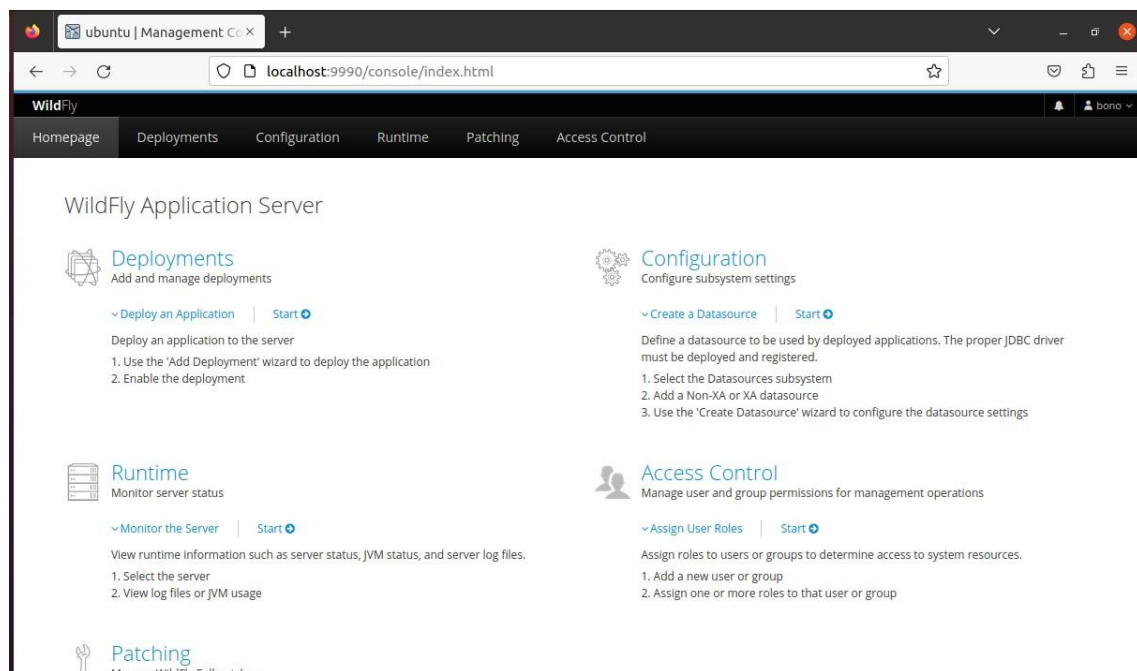 ubuntu | Management Co
localhost:9990/console/index.html
WildFly
bono
Homepage Deployments Configuration Runtime Patching Access Control
WildFly Application Server
Deployments
Add and manage deployments
Deploy an Application Start
Deploy an application to the server
1. Use the 'Add Deployment' wizard to deploy the application
2. Enable the deployment
Configuration
Configure subsystem settings
Create a Datasource Start
Define a datasource to be used by deployed applications. The proper JDBC driver
must be deployed and registered.
1. Select the Datasources subsystem
2. Add a Non-XA or XA datasource
3. Use the 'Create Datasource' wizard to configure the datasource settings
Runtime
Monitor server status
Monitor the Server Start
View runtime information such as server status, JVM status, and server log files.
1. Select the server
2. View log files or JVM usage
Access Control
Manage user and group permissions for management operations
Assign User Roles Start
Assign roles to users or groups to determine access to system resources.
1. Add a new user or group
2. Assign one or more roles to that user or group
Patching